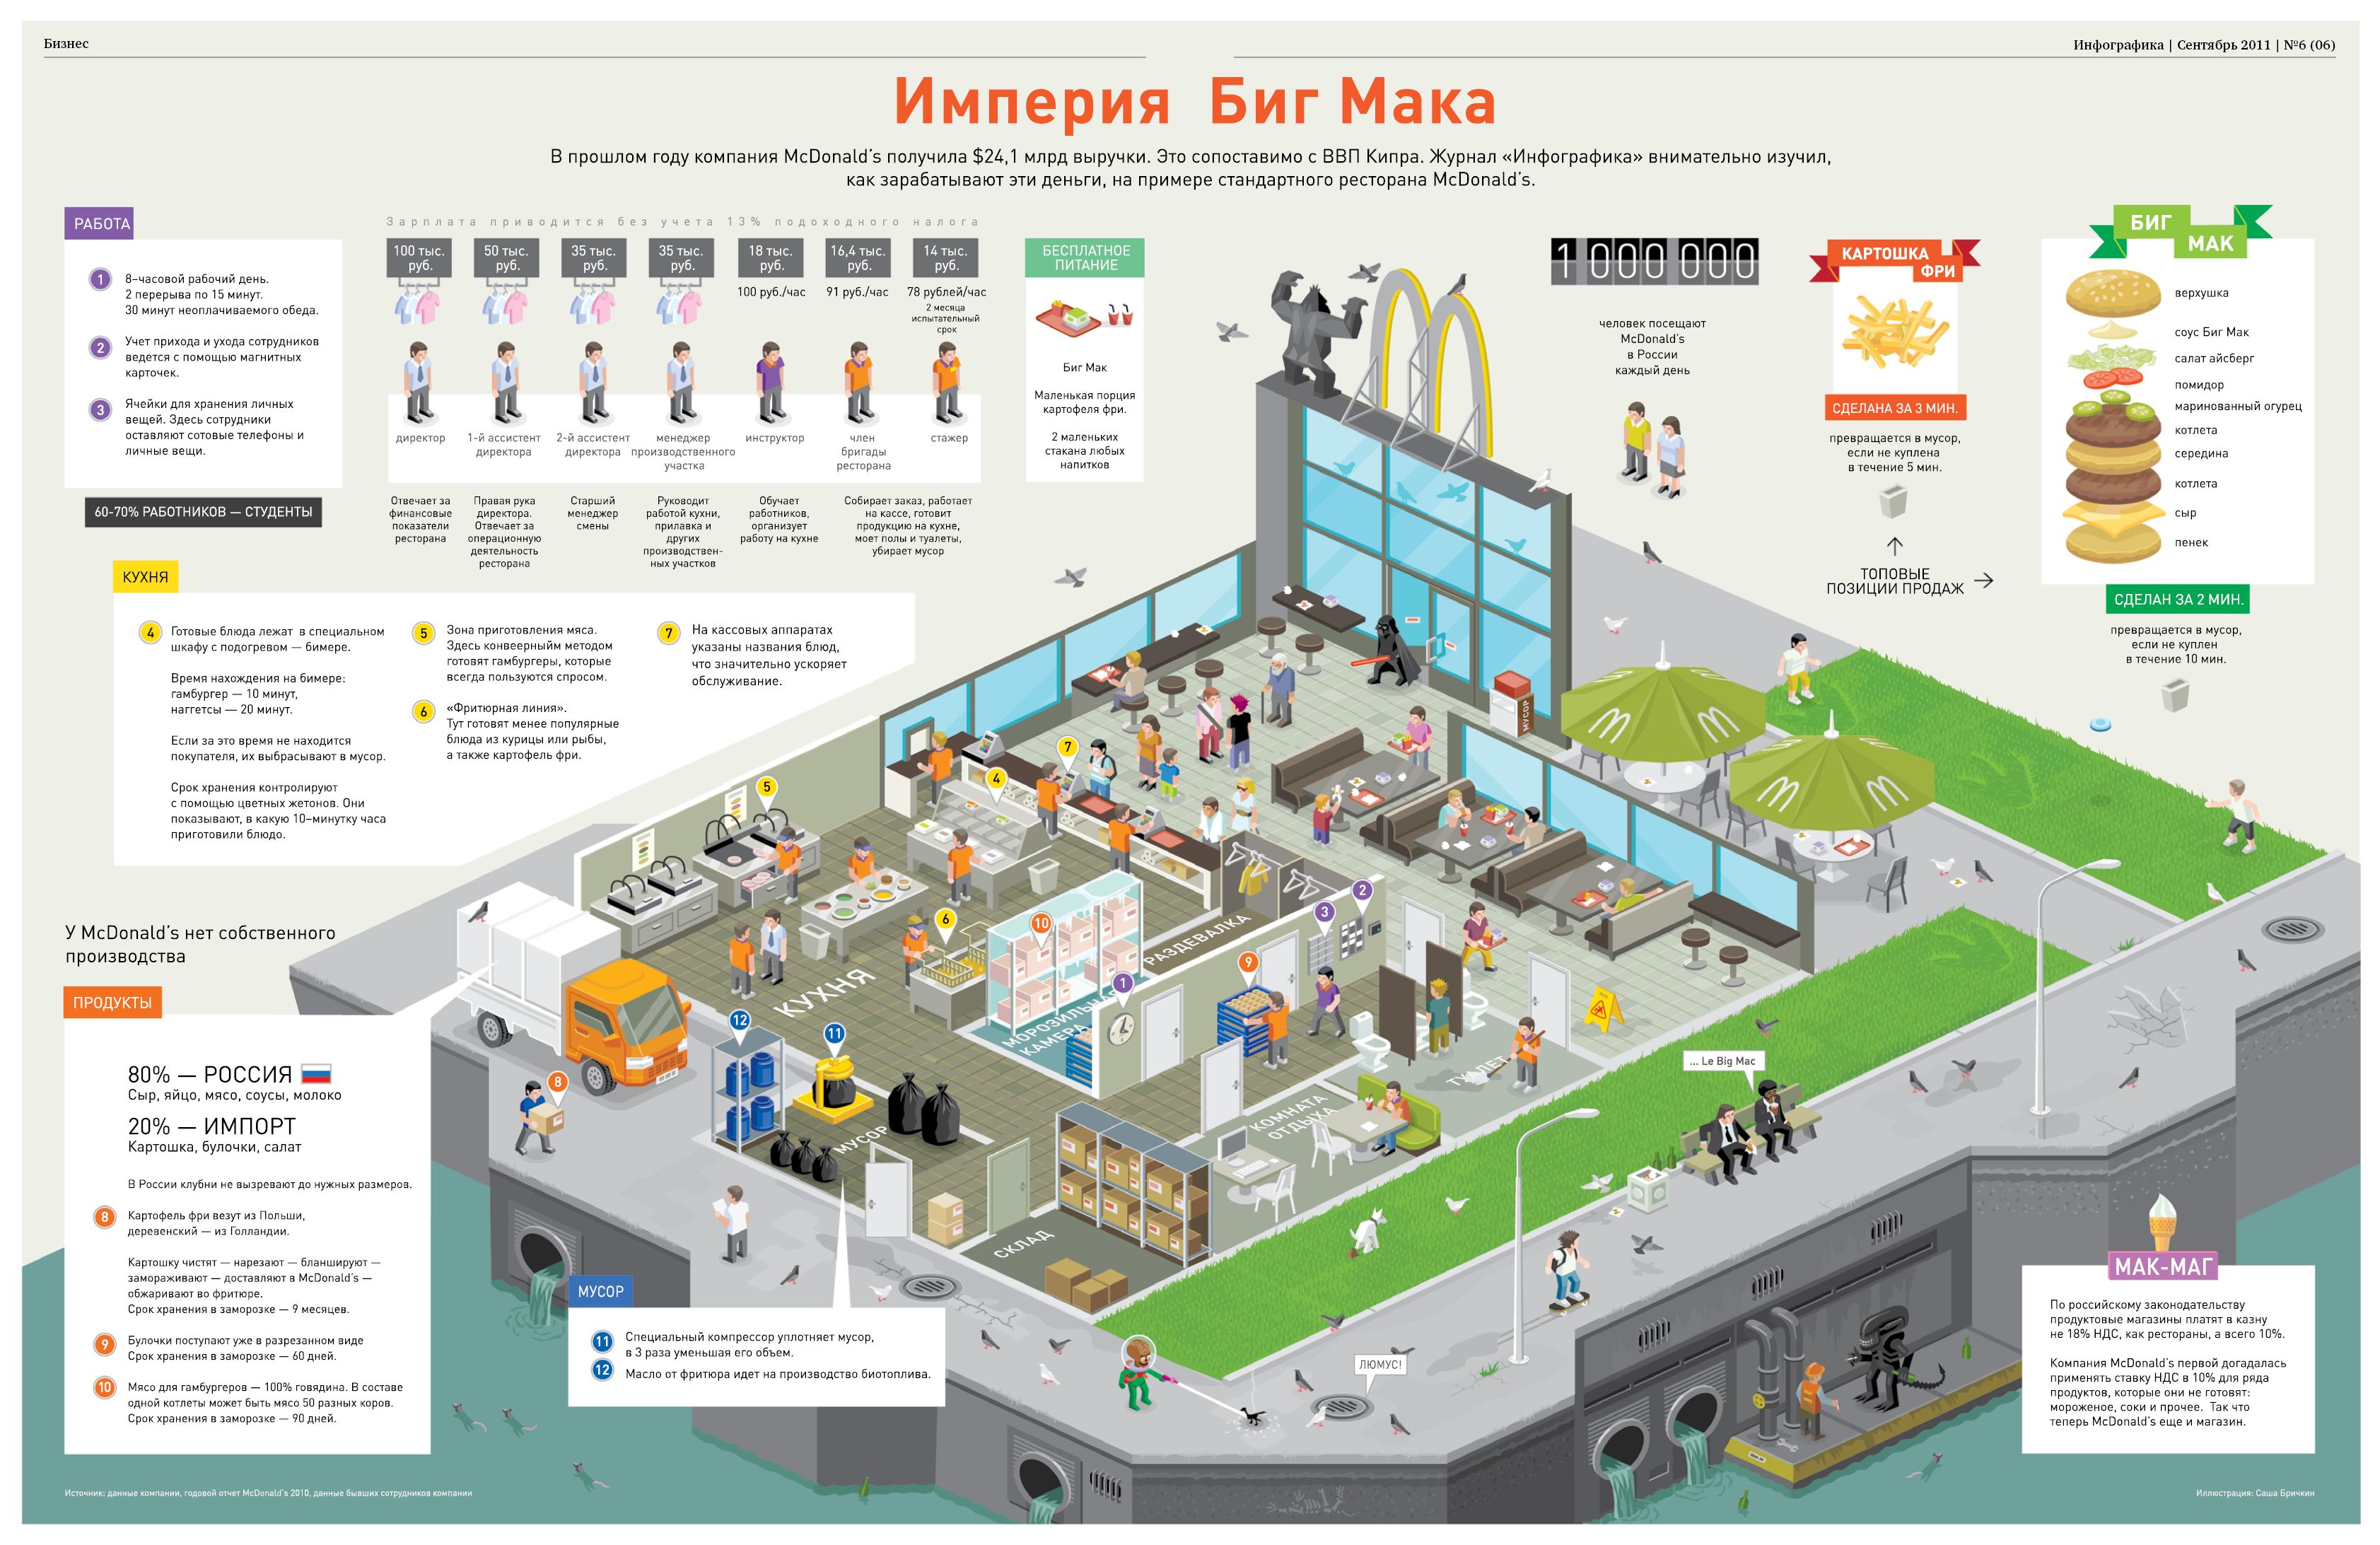 Бизнес
Инфографика | Сентябрь 2011 | №6 (06)
Империя Биг Мака
В прошлом году компания McDonald's получила $24,1 млрд выручки. Это сопоставимо с ВВП Кипра. Журнал «Инфографика» внимательно изучил,
как зарабатывают эти деньги, на примере стандартного ресторана McDonald's.
РАБОТА
1
8–часовой рабочий день.
2 перерыва по 15 минут.
30 минут неоплачиваемого обеда.
2
Учет прихода и ухода сотрудников
ведется с помощью магнитных
карточек.
3
Ячейки для хранения личных
вещей. Здесь сотрудники
оставляют сотовые телефоны и
личные вещи.
60-70% РАБОТНИКОВ — СТУДЕНТЫ
Зарплата приводится без учета 13% подоходного налога
100 тыс.
руб.
директор
Отвечает за
финансовые
показатели
ресторана
50 тыс.
руб.
1-й ассистент
директора
Правая рука
директора.
Отвечает за
операционную
деятельность
ресторана
35 тыс.
руб.
2-й ассистент
директора
Старший
менеджер
смены
35 тыс.
руб.
менеджер
производственного
участка
Руководит
работой кухни,
прилавка и
других
производствен-
ных участков
18 тыс.
руб.
100 руб./час
инструктор
Обучает
работников,
организует
работу на кухне
16,4 тыс.
руб.
91 руб./час
член
бригады
ресторана
14 тыс.
руб.
78 рублей/час
2 месяца
испытательный
срок
стажер
Собирает заказ, работает
на кассе, готовит
продукцию на кухне,
моет полы и туалеты,
убирает мусор
БЕСПЛАТНОЕ
ПИТАНИЕ
Биг Мак
Маленькая порция
картофеля фри.
2 маленьких
стакана любых
напитков
1 000 000
человек посещают
McDonald's
в России
каждый день
КАРТОШКА
ФРИ
СДЕЛАНА ЗА 3 МИН.
превращается в мусор,
если не куплена
в течение 5 мин.
ТОПОВЫЕ
ПОЗИЦИИ ПРОДАЖ
БИГ
МАК
верхушка
соус Биг Мак
салат айсберг
помидор
маринованный огурец
котлета
середина
котлета
сыр
пенек
СДЕЛАН ЗА 2 МИН.
превращается в мусор,
если не куплен
в течение 10 мин.
КУХНЯ
4
Готовые блюда лежат в специальном
шкафу с подогревом — бимере.
Время нахождения на бимере:
гамбургер — 10 минут,
наггетсы — 20 минут.
Если за это время не находится
покупателя, их выбрасывают в мусор.
Срок хранения контролируют
с помощью цветных жетонов. Они
показывают, в какую 10–минутку часа
приготовили блюдо.
5
Зона приготовления мяса.
Здесь конвеерныйм методом
готовят гамбургеры, которые
всегда пользуются спросом.
6
«Фритюрная линия».
Тут готовят менее популярные
блюда из курицы или рыбы,
а также картофель фри.
7
На кассовых аппаратах
указаны названия блюд,
что значительно ускоряет
обслуживание.
МУСОР
7
4
5
6
10
2
3
1
9
12
11
8
РАЗДЕВАЛКА
КУХНЯ
МОРОЗИЛЬНАЯ
КАМЕРА
ТУАЛЕТ
КОМНАТА
ОТДЫХА
МУСОР
СКЛАД
... Le Big Mac
ЛЮМУС!
У McDonald's нет собственного
производства
ПРОДУКТЫ
80% — РОССИЯ
Сыр, яйцо, мясо, соусы, молоко
20% — ИМПОРТ
Картошка, булочки, салат
В России клубни не вызревают до нужных размеров.
8
Картофель фри везут из Польши,
деревенский — из Голландии.
Картошку чистят — нарезают — бланшируют —
замораживают — доставляют в McDonald's —
обжаривают во фритюре.
Срок хранения в заморозке — 9 месяцев.
9
Булочки поступают уже в разрезанном виде
Срок хранения в заморозке — 60 дней.
10
Мясо для гамбургеров — 100% говядина. В составе
одной котлеты может быть мясо 50 разных коров.
Срок хранения в заморозке — 90 дней.
МУСОР
11
Специальный компрессор уплотняет мусор,
в 3 раза уменьшая его объем.
12
Масло от фритюра идет на производство биотоплива.
МАК-МАГ
По российскому законодательству
продуктовые магазины платят в казну
не 18% НДС, как рестораны, а всего 10%.
Компания McDonald's первой догадалась
применять ставку НДС в 10% для ряда
продуктов, которые они не готовят:
мороженое, соки и прочее. Так что
теперь McDonald's еще и магазин.
Источник: данные компании, годовой отчет McDonald's 2010, данные бывших сотрудников компании
Иллюстрация: Саша Бричкин